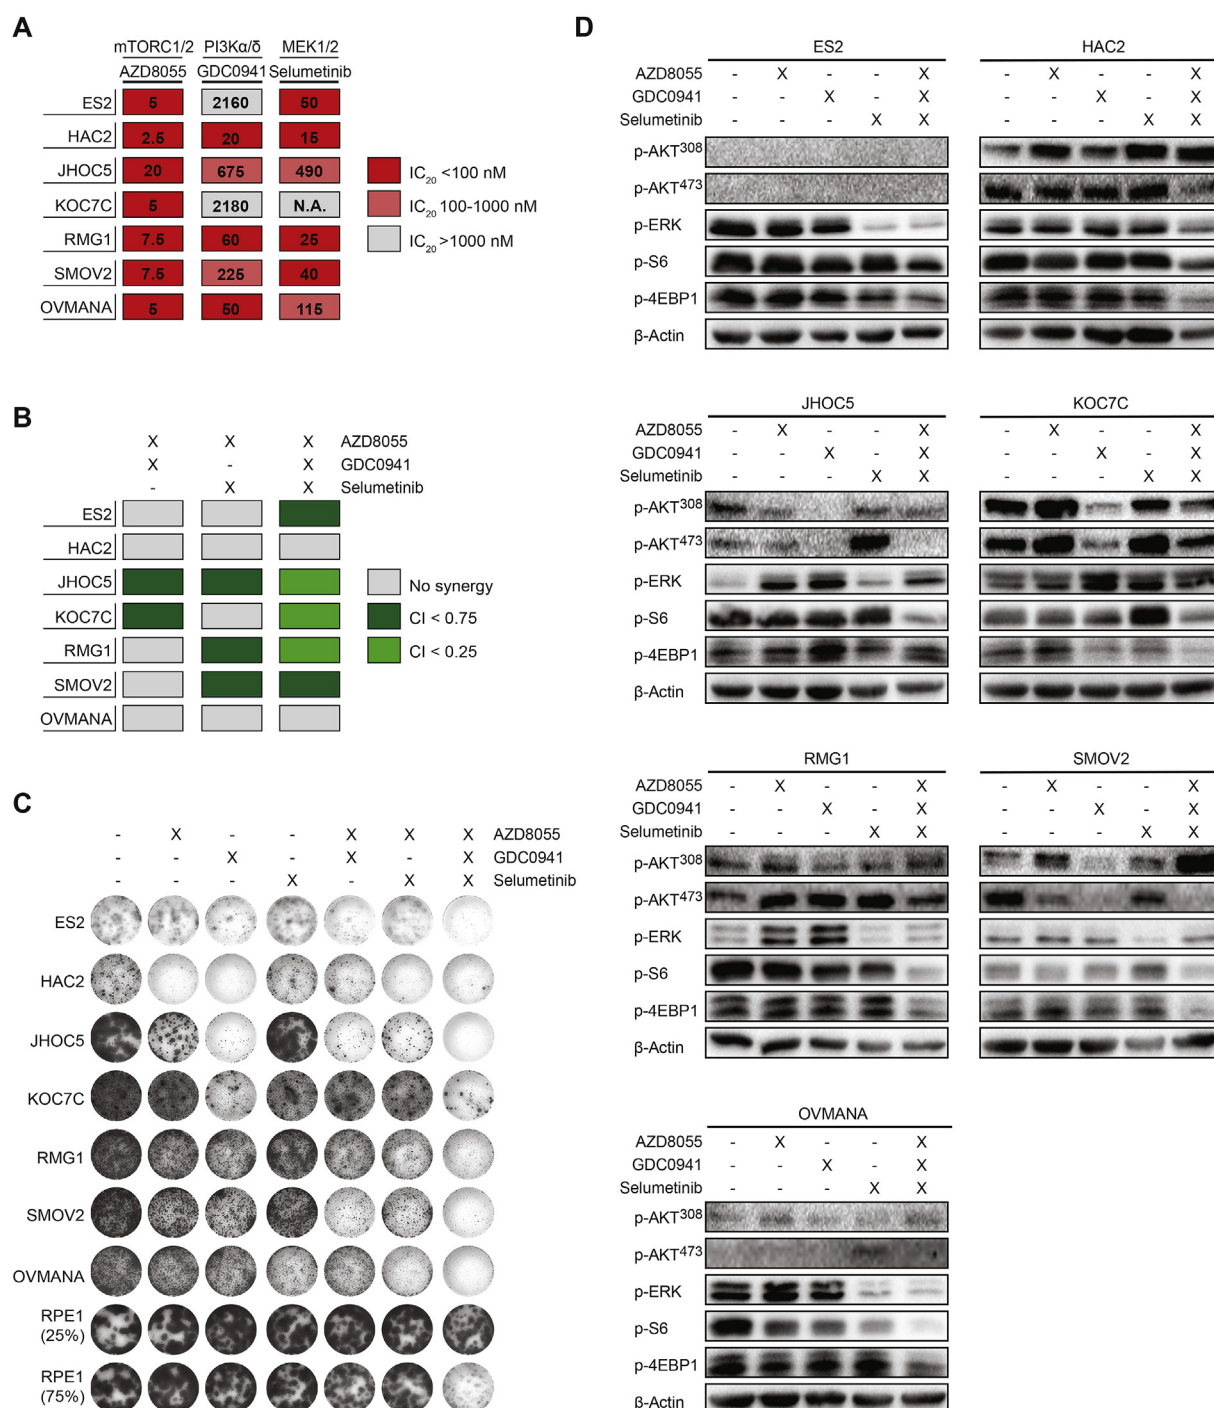 A
mTORC1/2 PI3Kα/δ MEK1/2
AZD8055 GDC0941 Selumetinib
ES2 5 2160 50
HAC2 2.5 20 15
JHOC5 20 675 490
KOC7C 5 2180 N.A.
RMG1 7.5 60 25
SMOV2 7.5 225 40
OVMANA 5 50 115
IC20 <100 nM
IC20 100-1000 nM
IC20 >1000 nM
B
X X X AZD8055
X - X GDC0941
- X X Selumetinib
ES2
HAC2
JHOC5
KOC7C
RMG1
SMOV2
OVMANA
No synergy
CI < 0.75
CI < 0.25
C
- X - - X X X AZD8055
- - X - X - X GDC0941
- - - X - X X Selumetinib
ES2
HAC2
JHOC5
KOC7C
RMG1
SMOV2
OVMANA
RPE1
(25%)
RPE1
(75%)
D
ES2 HAC2
AZD8055 - X - - X - X - - X
GDC0941 - - X - X - - X - X
Selumetinib - - - X X - - - X X
p-AKT308
p-AKT473
p-ERK
p-S6
p-4EBP1
β-Actin
JHOC5 KOC7C
AZD8055 - X - - X - X - - X
GDC0941 - - X - X - - X - X
Selumetinib - - - X X - - - X X
p-AKT308
p-AKT473
p-ERK
p-S6
p-4EBP1
β-Actin
RMG1 SMOV2
AZD8055 - X - - X - X - - X
GDC0941 - - X - X - - X - X
Selumetinib - - - X X - - - X X
p-AKT308
p-AKT473
p-ERK
p-S6
p-4EBP1
β-Actin
OVMANA
AZD8055 - X - - X
GDC0941 - - X - X
Selumetinib - - - X X
p-AKT308
p-AKT473
p-ERK
p-S6
p-4EBP1
β-Actin